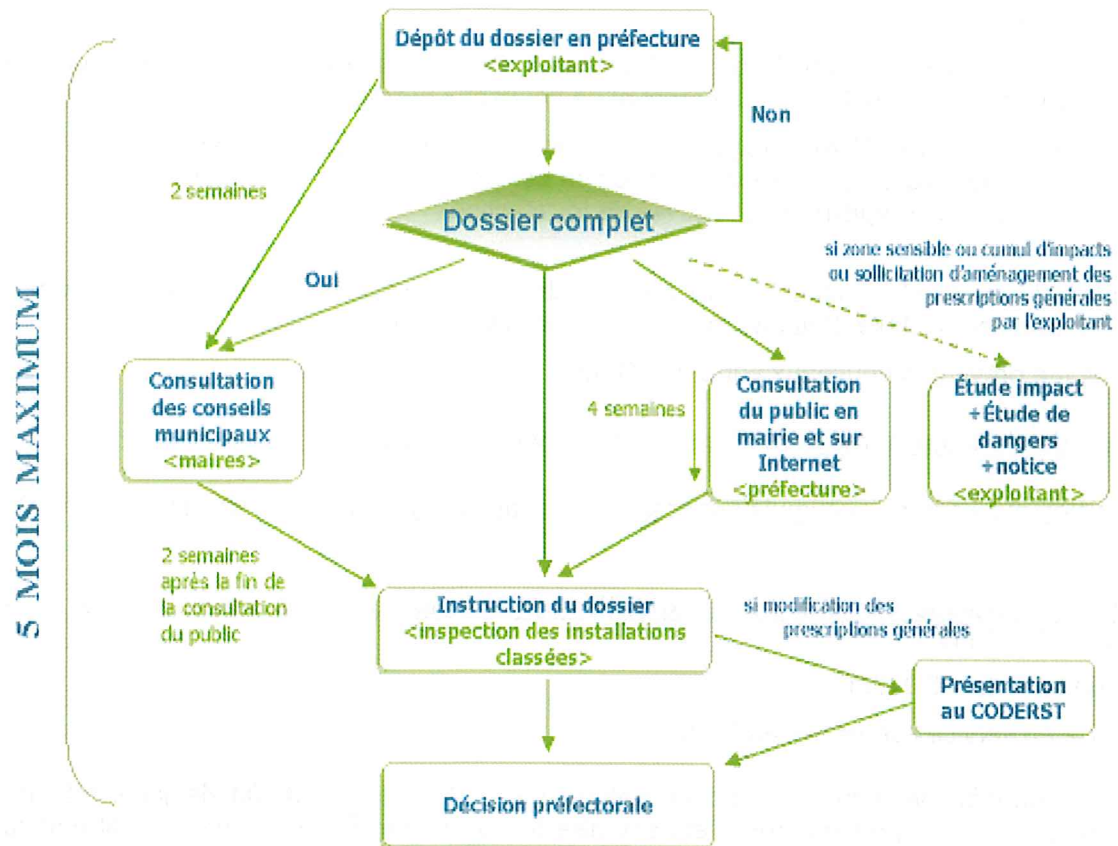 5 MOIS MAXIMUM
Dépôt du dossier en préfecture
<exploitant>
Non
2 semaines
Dossier complet
Oui
si zone sensible ou cumul d'impacts
ou sollicitation d'aménagement des
prescriptions générales
par l'exploitant
Consultation
des conseils
municipaux
<maires>
4 semaines
Consultation
du public en
mairie et sur
Internet
<préfecture>
Étude impact
+Étude de
dangers
+notice
<exploitant>
2 semaines
après la fin de
la consultation
du public
Instruction du dossier
<inspection des installations
classées>
si modification des
prescriptions générales
Présentation
au CODERST
Décision préfectorale